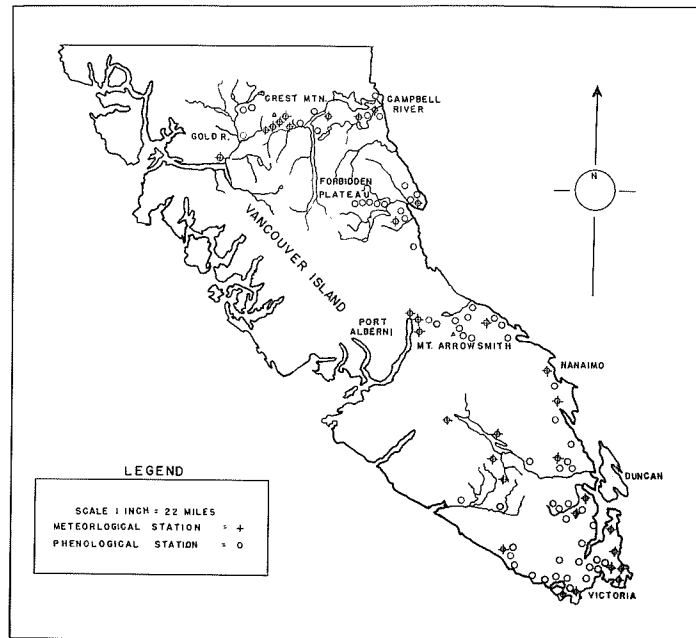 CREST MTN.
CAMPBELL
RIVER
GOLD R.
FORBIDDEN
PLATEAU
N
VANCOUVER ISLAND
PORT
ALBERNI
MT. ARROWSMITH
NANAIMO
DUNCAN
VICTORIA
LEGEND
SCALE 1 INCH = 22 MILES
METEORLOGICAL STATION = +
PHENOLOGICAL STATION = O